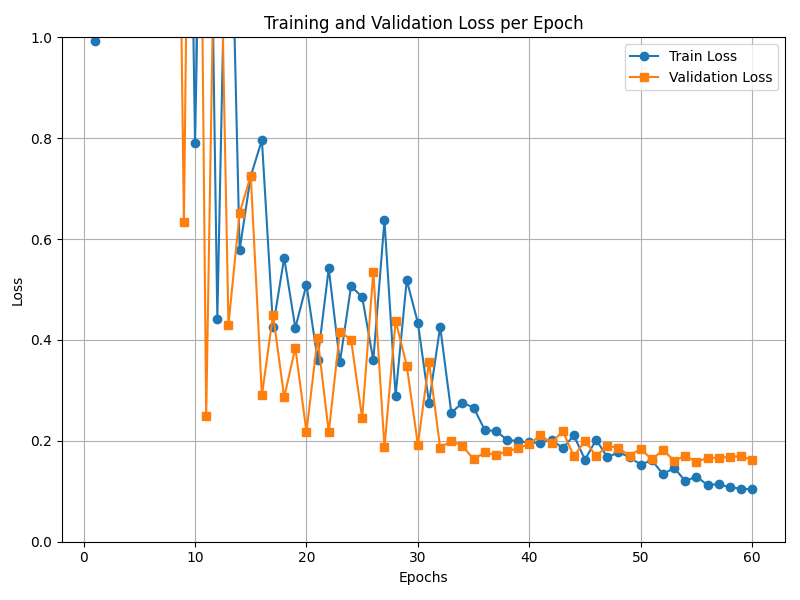 Training and Validation Loss per Epoch
Train Loss
Validation Loss
1.0
0.8
0.6
0.4
0.2
0.0
Loss
0 10 20 30 40 50 60
Epochs